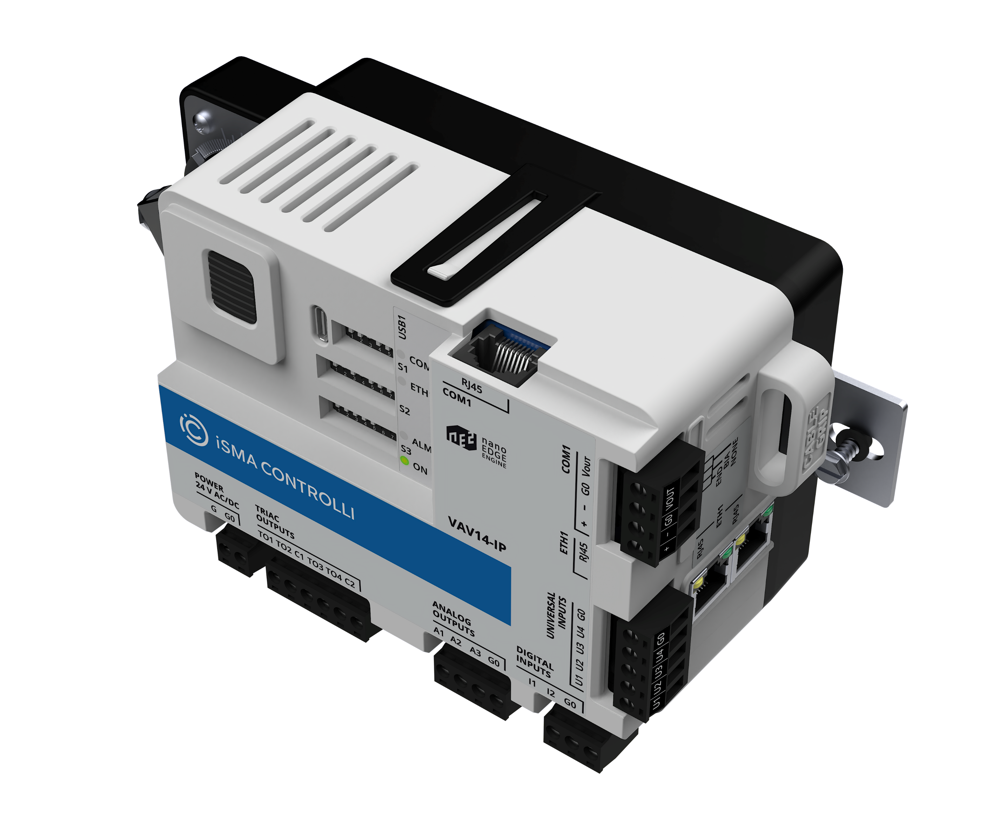 USB1
COM
S1
ETH
S2
ALM
S3
ON
1 2 3 4 5
1 2 3 4 5 6 7
1 2 3 4 5 6 7
RJ45
COM1
nano
EDGE
ENGINE
iSMA CONTROLLI
VAV14-IP
POWER
24 V AC/DC
G G0
TRIAC
OUTPUTS
TO1 TO2 C1 TO3 TO4 C2
ANALOG
OUTPUTS
A1 A2 A3 G0
DIGITAL
INPUTS
I1 I2 G0
COM1
+ - G0 VOUT
ETH1
RJ45
UNIVERSAL
INPUTS
U1 U2 U3 U4 G0
+ - G0 VOUT
U1 U2 U3 U4 G0
END
BIA
NONE
ETH1
RJ45
RJ45
CABLE
GRIP